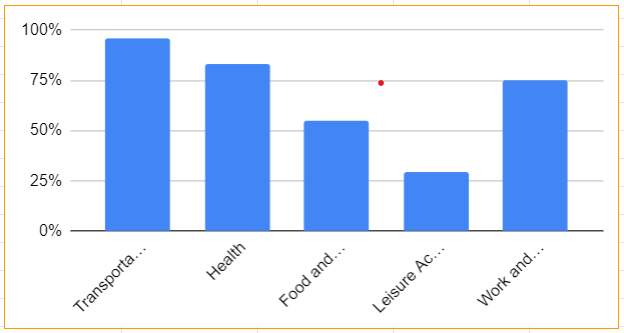 100%
75%
50%
25%
0%
Transporta…
Health
Food and…
Leisure Ac…
Work and…